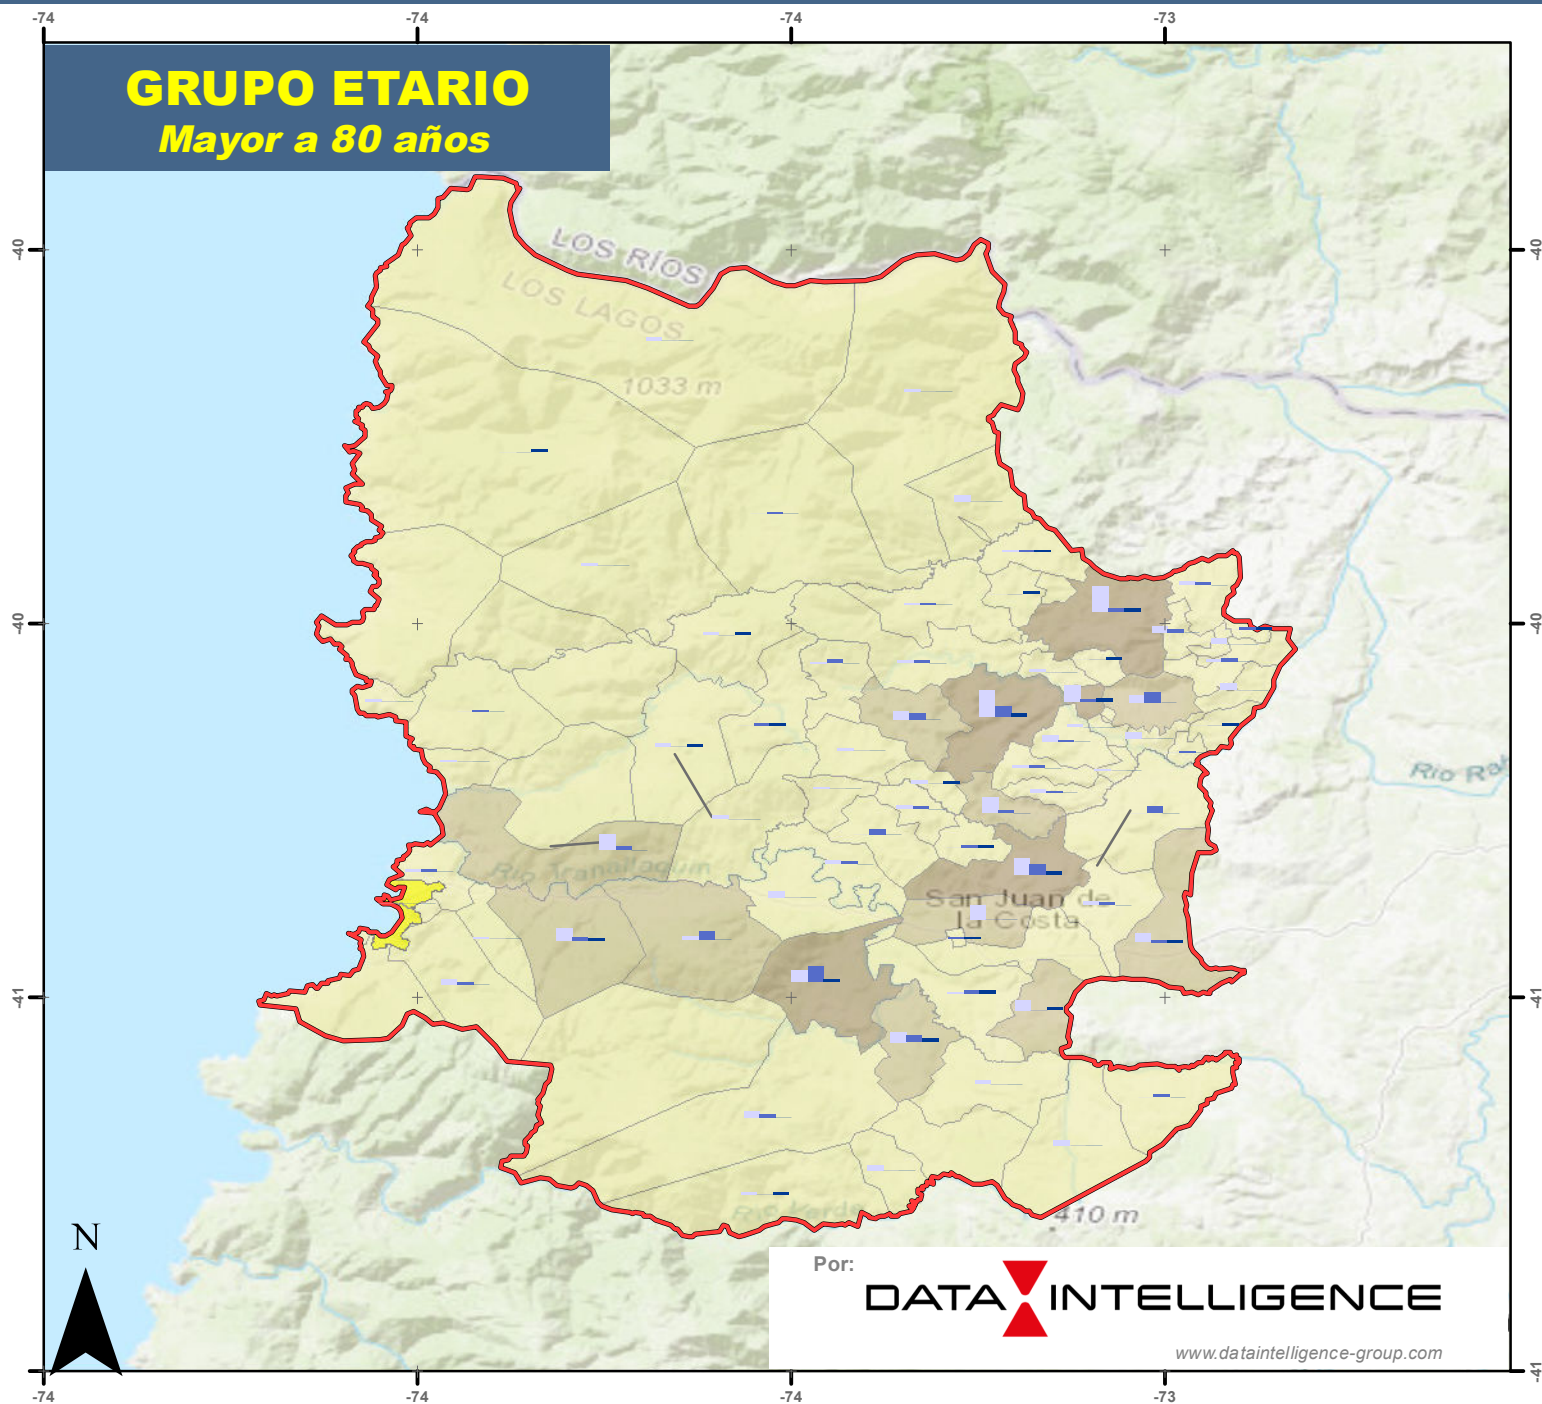 -74 -74 -74 -73
GRUPO ETARIO
Mayor a 80 años
-40 -40
LOS RÍOS
LOS LAGOS
1033 m
-40 -40
San Juan de
la Costa
-41 -41
410 m
N
Por:
DATA INTELLIGENCE
www.dataintelligence-group.com
-41
-74 -74 -74 -73